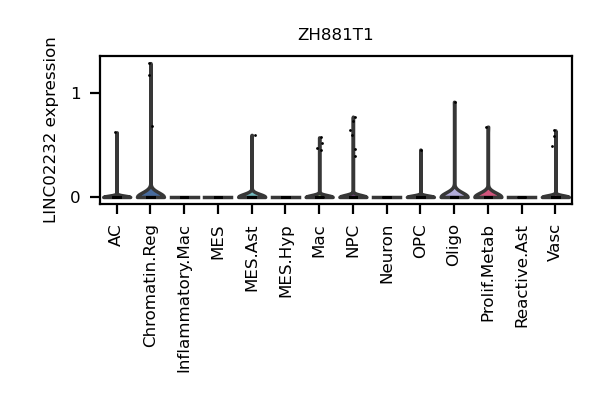 ZH881T1
LINC02232 expression
1
0
AC
Chromatin.Reg
Inflammatory.Mac
MES
MES.Ast
MES.Hyp
Mac
NPC
Neuron
OPC
Oligo
Prolif.Metab
Reactive.Ast
Vasc